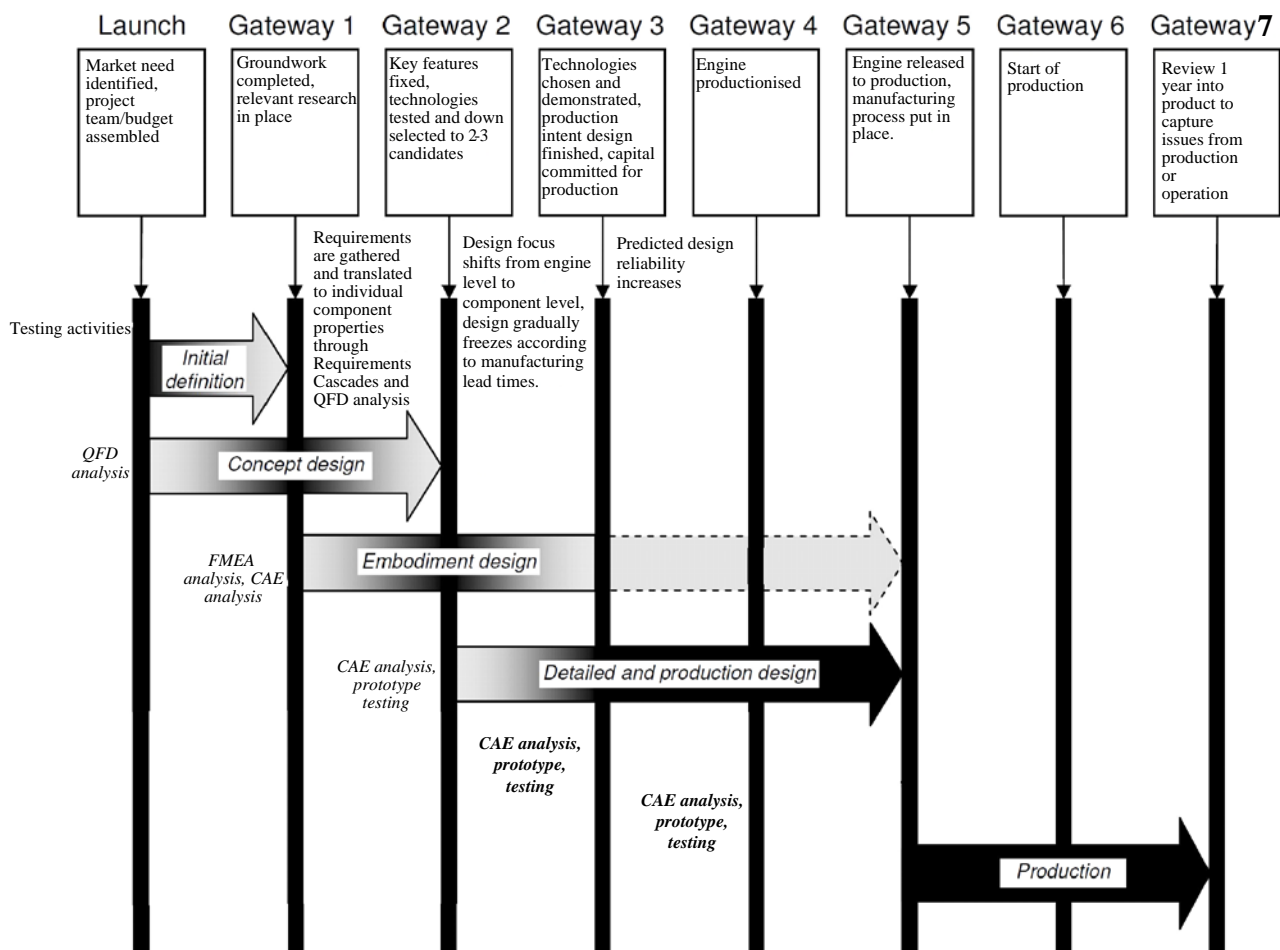 Launch
Gateway 1
Gateway 2
Gateway 3
Gateway 4
Gateway 5
Gateway 6
Gateway7
Market need
identified,
project
team/budget
assembled
Groundwork
completed,
relevant research
in place
Key features
fixed,
technologies
tested and down
selected to 2-3
candidates
Technologies
chosen and
demonstrated,
production
intent design
finished, capital
committed for
production
Engine
productionised
Engine released
to production,
manufacturing
process put in
place.
Start of
production
Review 1
year into
product to
capture
issues from
production
or
operation
Requirements
are gathered
and translated
to individual
component
properties
through
Requirements
Cascades and
QFD analysis
Design focus
shifts from engine
level to
component level,
design gradually
freezes according
to manufacturing
lead times.
Predicted design
reliability
increases
Testing activities
Initial
definition
QFD
analysis
Concept design
FMEA
analysis, CAE
analysis
Embodiment design
CAE analysis,
prototype
testing
Detailed and production design
CAE analysis,
prototype,
testing
CAE analysis,
prototype,
testing
Production